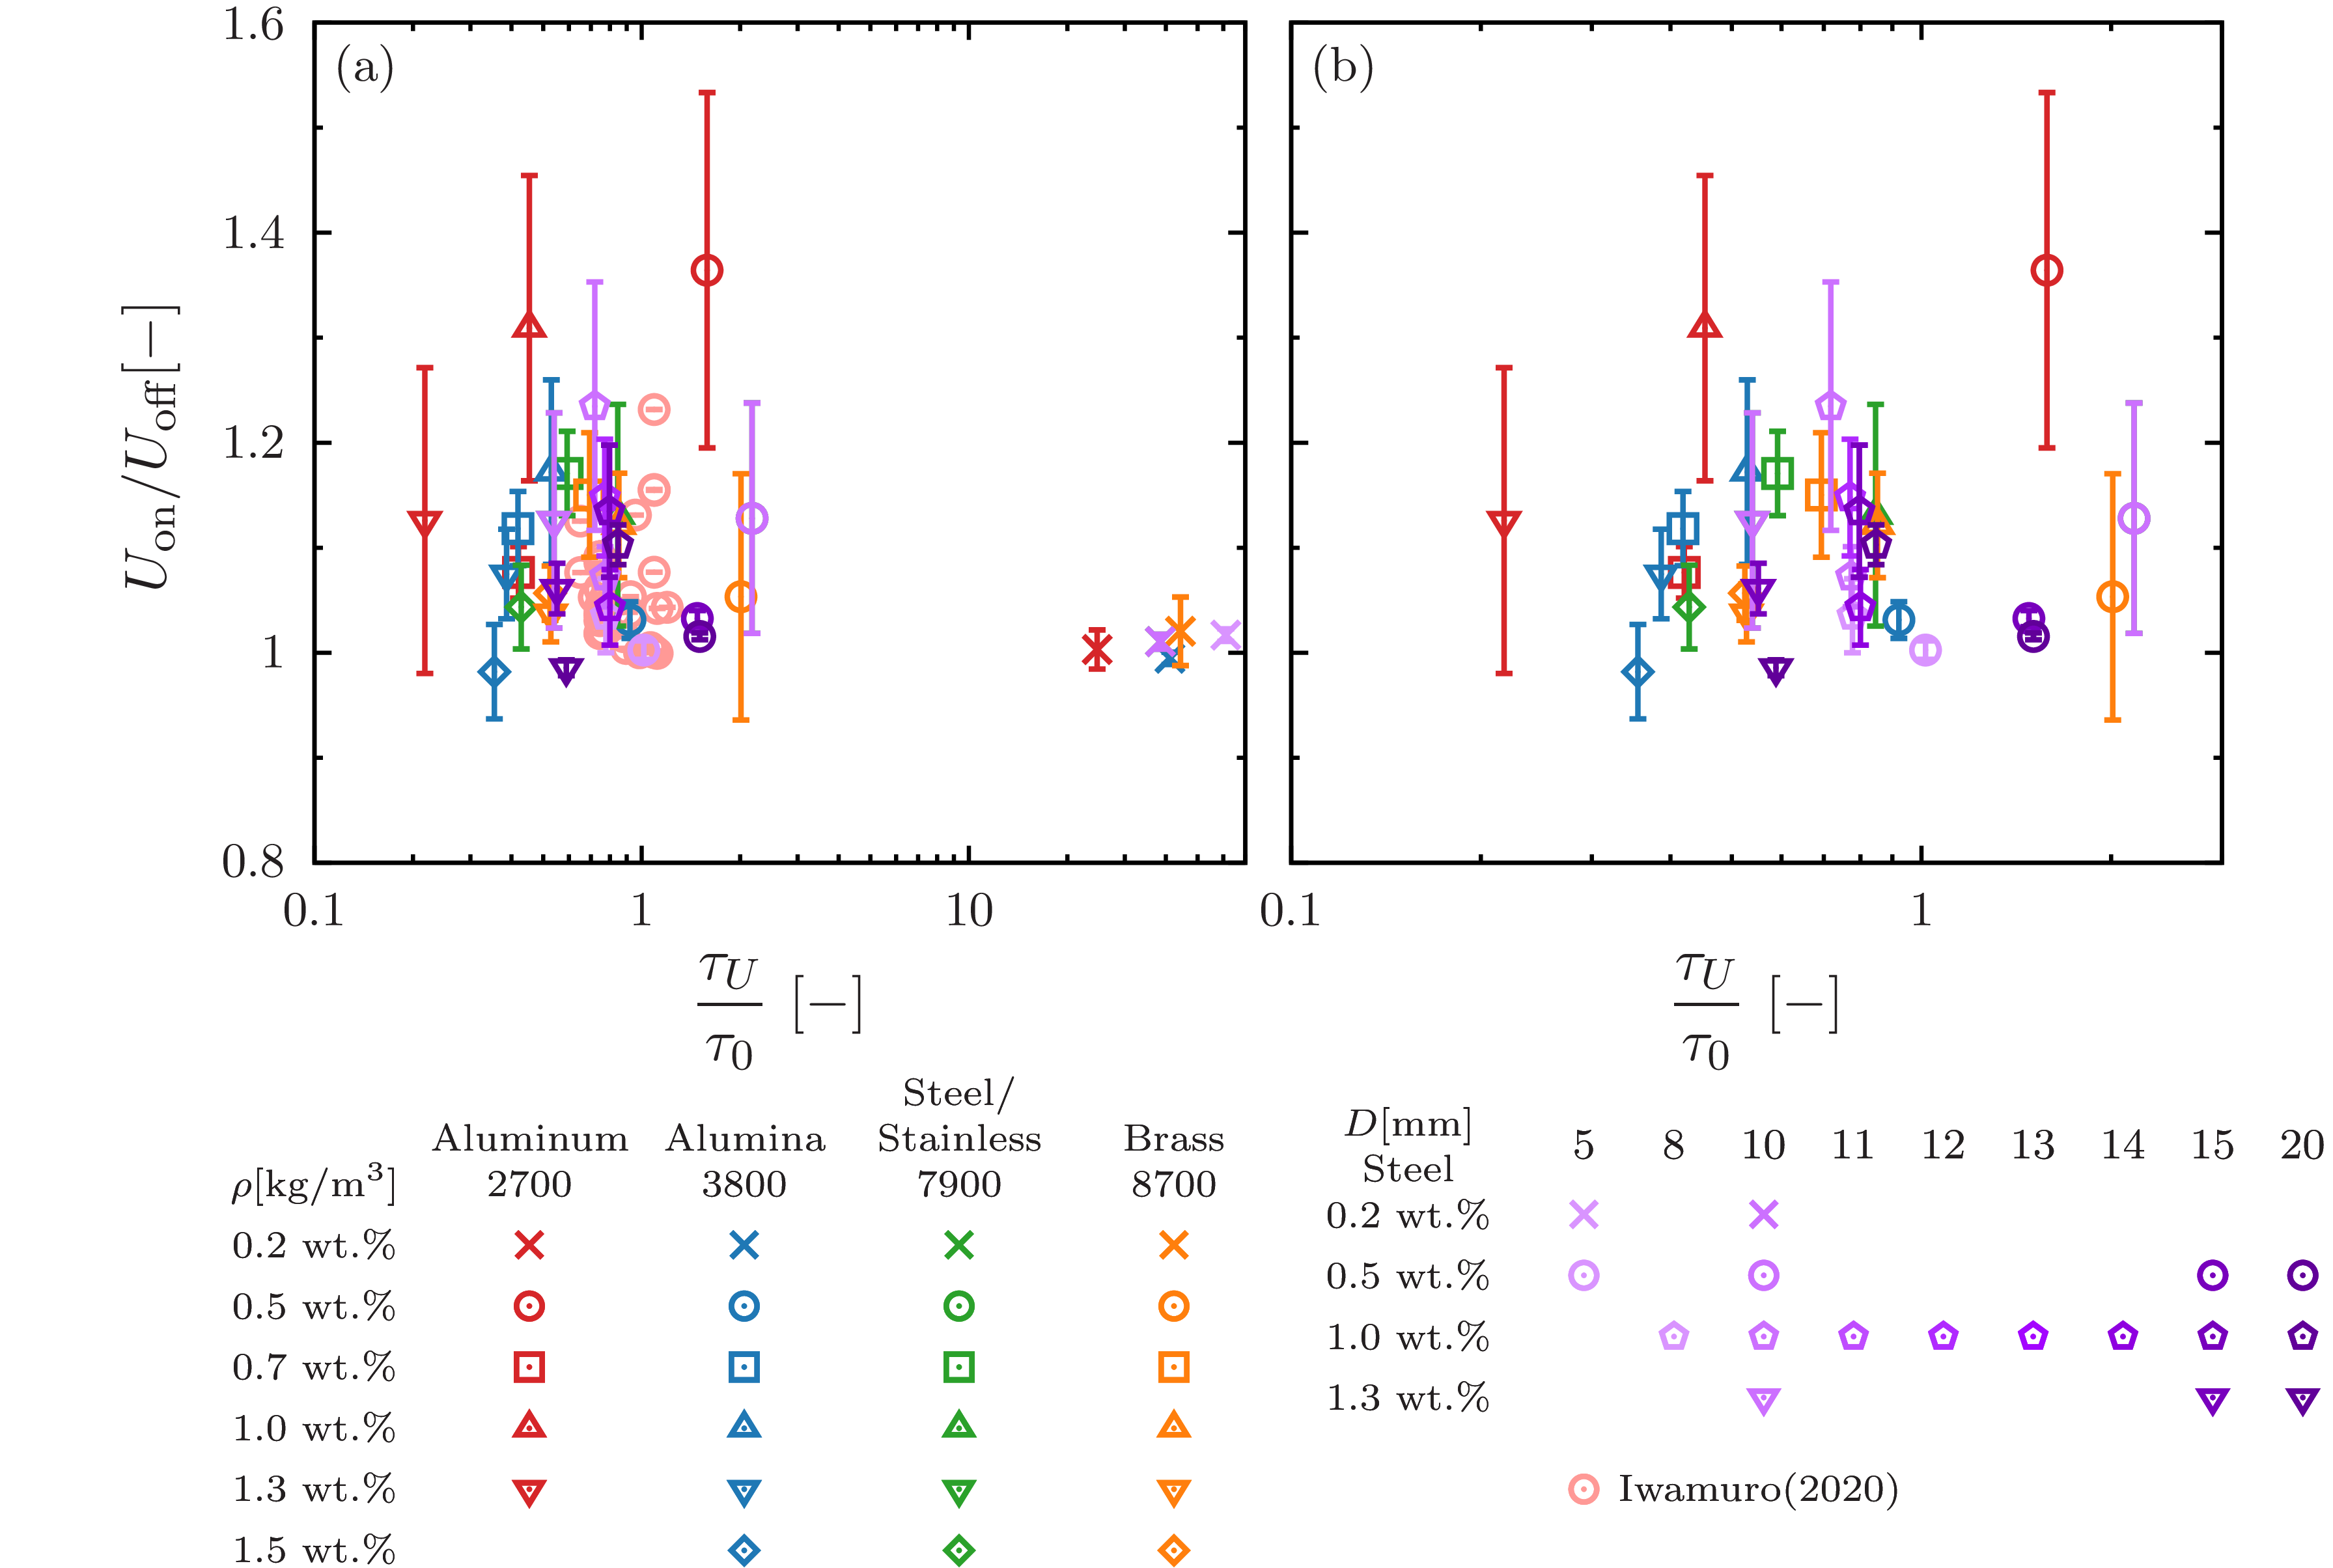 (a)
(b)
1.6
1.4
1.2
1
0.8
U_on/U_off[−]
0.1 1 10
0.1 1
τ_U/τ_0 [−]
τ_U/τ_0 [−]
Steel/
Aluminum Alumina Stainless Brass
ρ[kg/m³] 2700 3800 7900 8700
0.2 wt.%
0.5 wt.%
0.7 wt.%
1.0 wt.%
1.3 wt.%
1.5 wt.%
D[mm] 5 8 10 11 12 13 14 15 20
Steel
0.2 wt.%
0.5 wt.%
1.0 wt.%
1.3 wt.%
Iwamuro(2020)